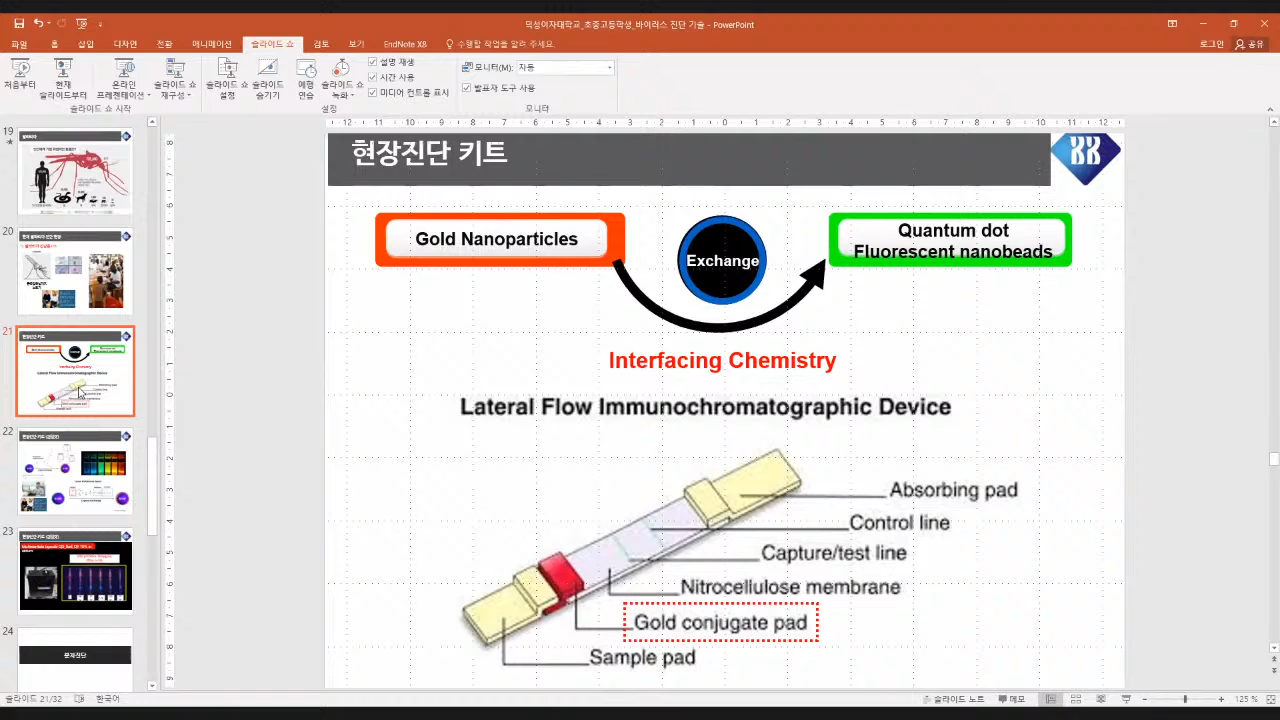 덕성여자대학교_초중고등학생_바이러스 진단 기술 - PowerPoint
파일 홈 삽입 디자인 전환 애니메이션 슬라이드 쇼 검토 보기 EndNote X8 수행할 작업을 알려 주세요. 로그인 공유
처음부터 현재 슬라이드부터 온라인 프레젠테이션 슬라이드 쇼 재구성
슬라이드 쇼 설정 슬라이드 숨기기 예행 연습 슬라이드 쇼 녹화
설명 재생
시간 사용
미디어 컨트롤 표시
모니터(M): 자동
발표자 도구 사용
슬라이드 쇼 시작 설정 모니터
19
20
21
22
23
24
문제진단
현장진단 키트
Gold Nanoparticles
Exchange
Quantum dot
Fluorescent nanobeads
Interfacing Chemistry
Lateral Flow Immunochromatographic Device
Absorbing pad
Control line
Capture/test line
Nitrocellulose membrane
Gold conjugate pad
Sample pad
슬라이드 21/32 한국어 슬라이드 노트 메모 125 %